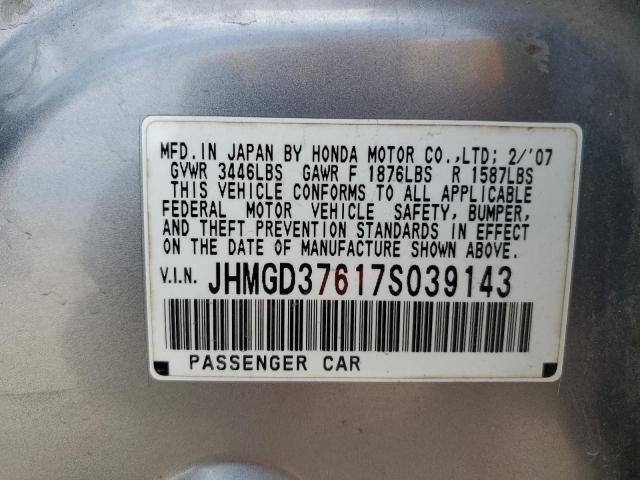 MFD.IN JAPAN BY HONDA MOTOR CO.,LTD; 2/'07
GVWR 3446LBS GAWR F 1876LBS R 1587LBS
THIS VEHICLE CONFORMS TO ALL APPLICABLE
FEDERAL MOTOR VEHICLE SAFETY, BUMPER,
AND THEFT PREVENTION STANDARDS IN EFFECT
ON THE DATE OF MANUFACTURE SHOWN ABOVE.
V.I.N. JHMGD37617S039143
PASSENGER CAR